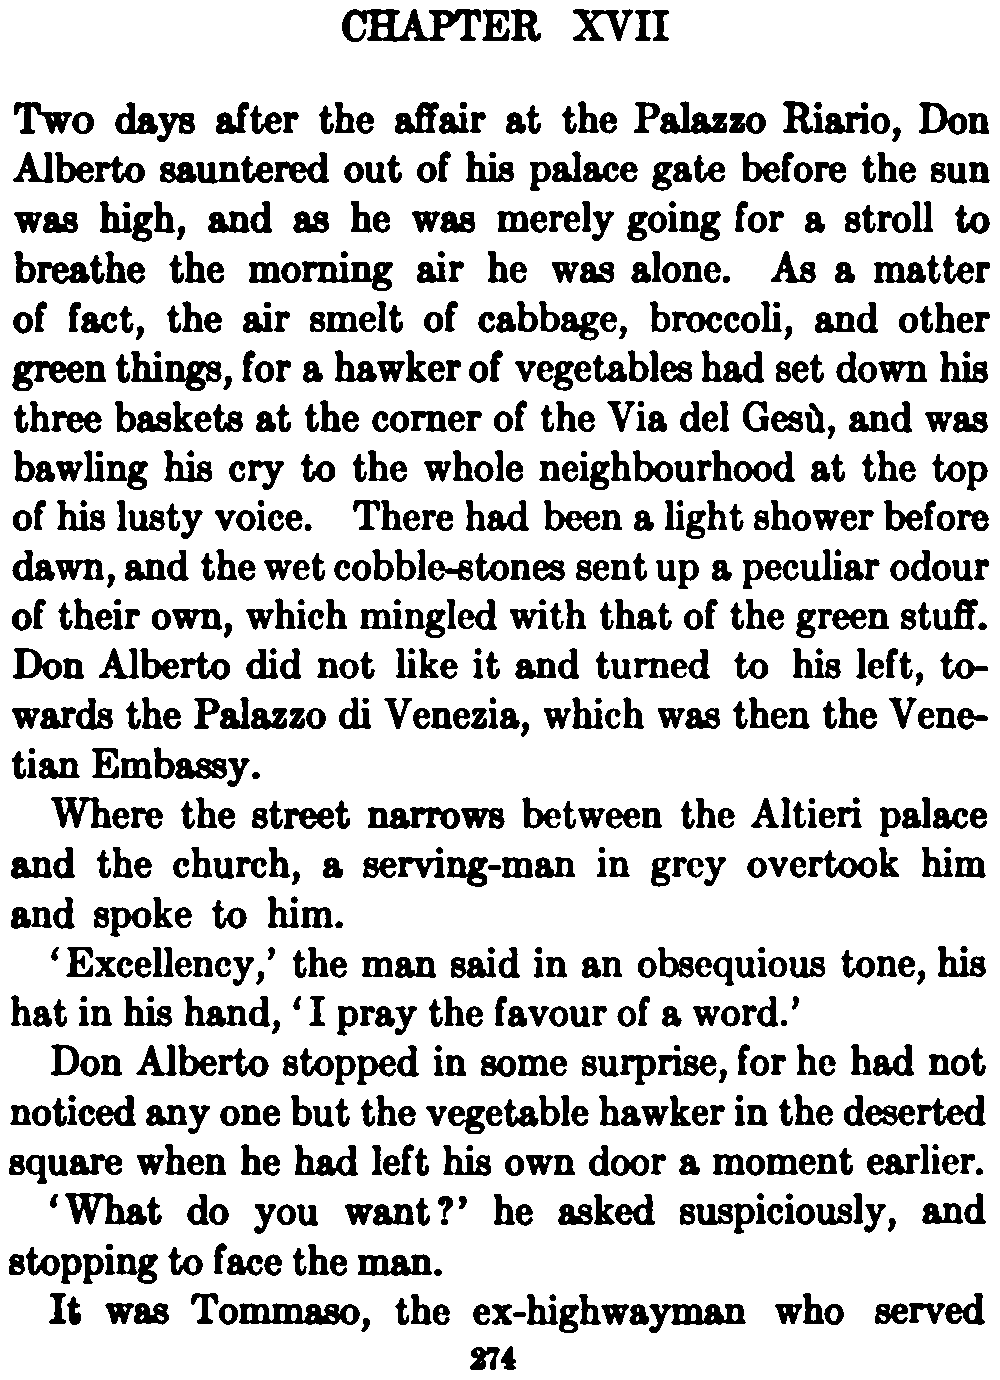 CHAPTER XVII
Two days after the affair at the Palazzo Riario, Don
Alberto sauntered out of his palace gate before the sun
was high, and as he was merely going for a stroll to
breathe the morning air he was alone. As a matter
of fact, the air smelt of cabbage, broccoli, and other
green things, for a hawker of vegetables had set down his
three baskets at the corner of the Via del Gesù, and was
bawling his cry to the whole neighbourhood at the top
of his lusty voice. There had been a light shower before
dawn, and the wet cobble-stones sent up a peculiar odour
of their own, which mingled with that of the green stuff.
Don Alberto did not like it and turned to his left, to-
wards the Palazzo di Venezia, which was then the Vene-
tian Embassy.
Where the street narrows between the Altieri palace
and the church, a serving-man in grey overtook him
and spoke to him.
‘Excellency,’ the man said in an obsequious tone, his
hat in his hand, ‘I pray the favour of a word.’
Don Alberto stopped in some surprise, for he had not
noticed any one but the vegetable hawker in the deserted
square when he had left his own door a moment earlier.
‘What do you want?’ he asked suspiciously, and
stopping to face the man.
It was Tommaso, the ex-highwayman who served
274